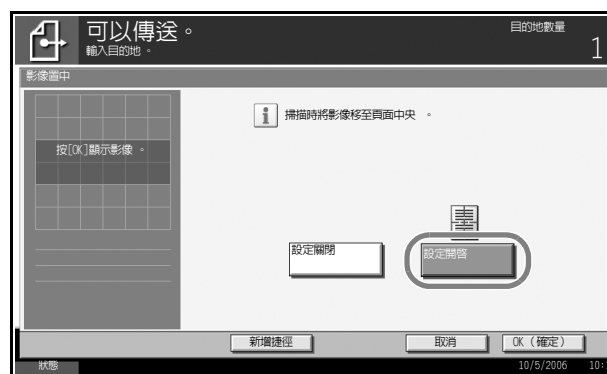 可以傳送。
輸入目的地。
目的地數量
1
影像置中
掃描時將影像移至頁面中央 。
按[OK]顯示影像 。
設定關閉
設定開啓
新增捷徑
取消
OK (確定)
狀態
10/5/2006